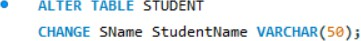 ALTER TABLE STUDENT
CHANGE SName StudentName VARCHAR(50);